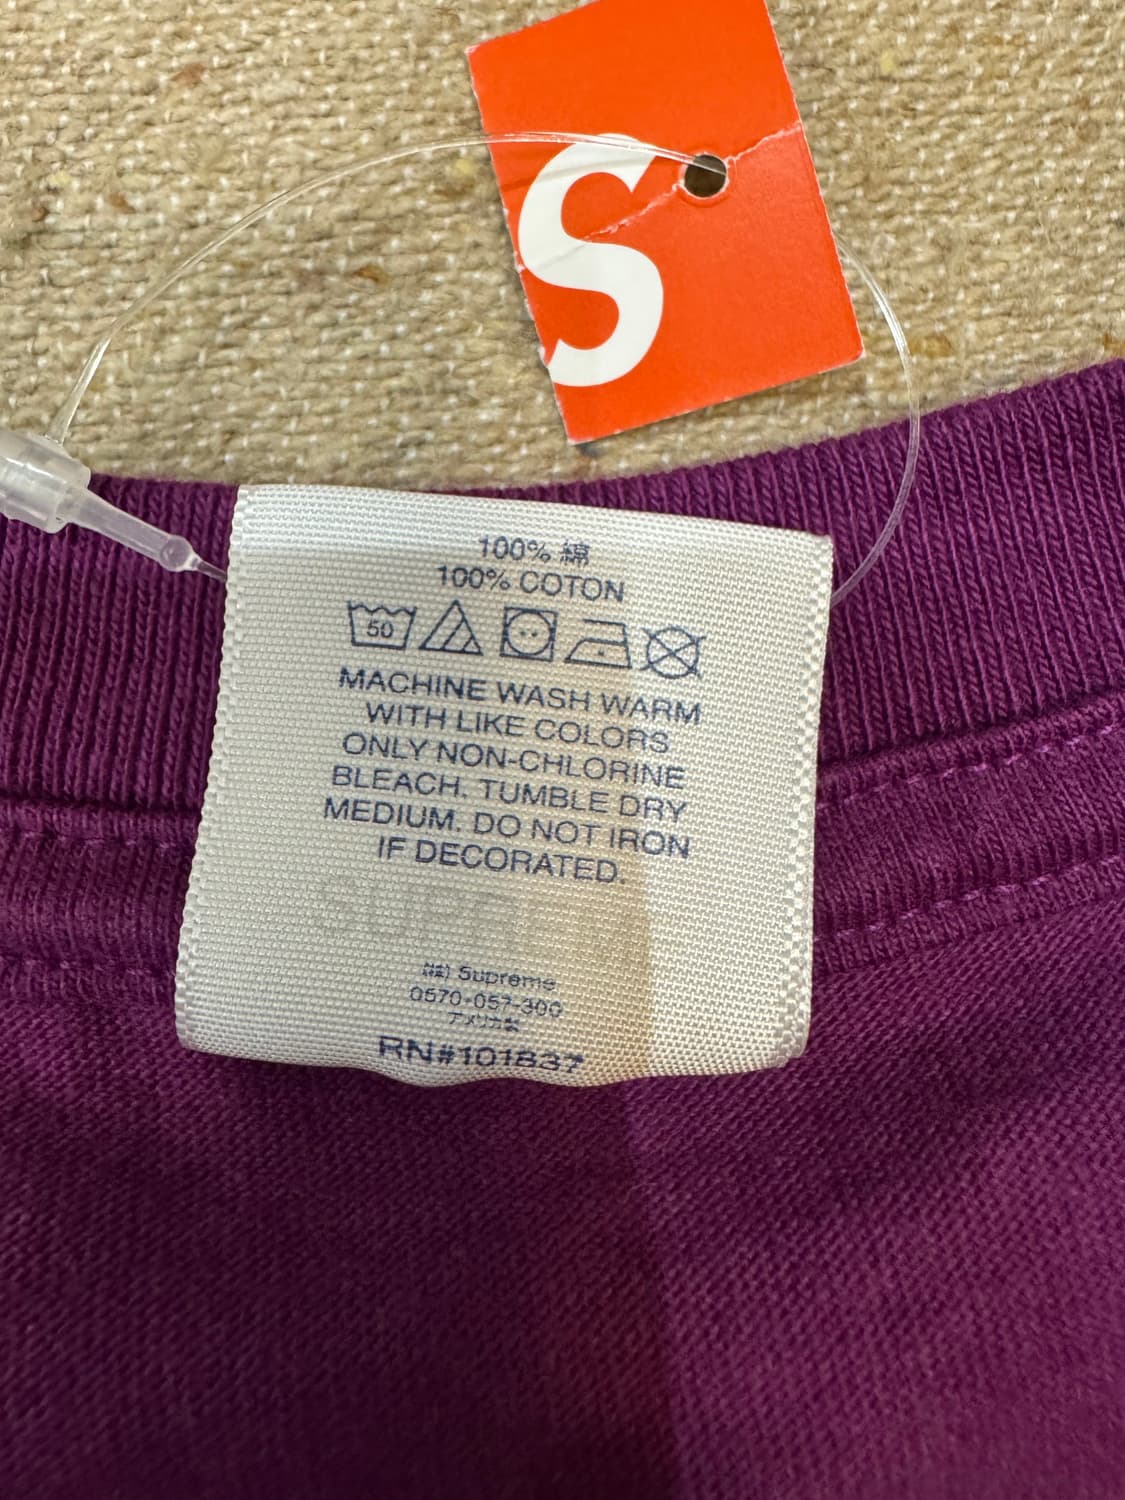 S
100% 綿
100% COTON
50
MACHINE WASH WARM
WITH LIKE COLORS
ONLY NON-CHLORINE
BLEACH. TUMBLE DRY
MEDIUM. DO NOT IRON
IF DECORATED.
㈱ Supreme
0570-057-300
アメリカ製
RN#101837